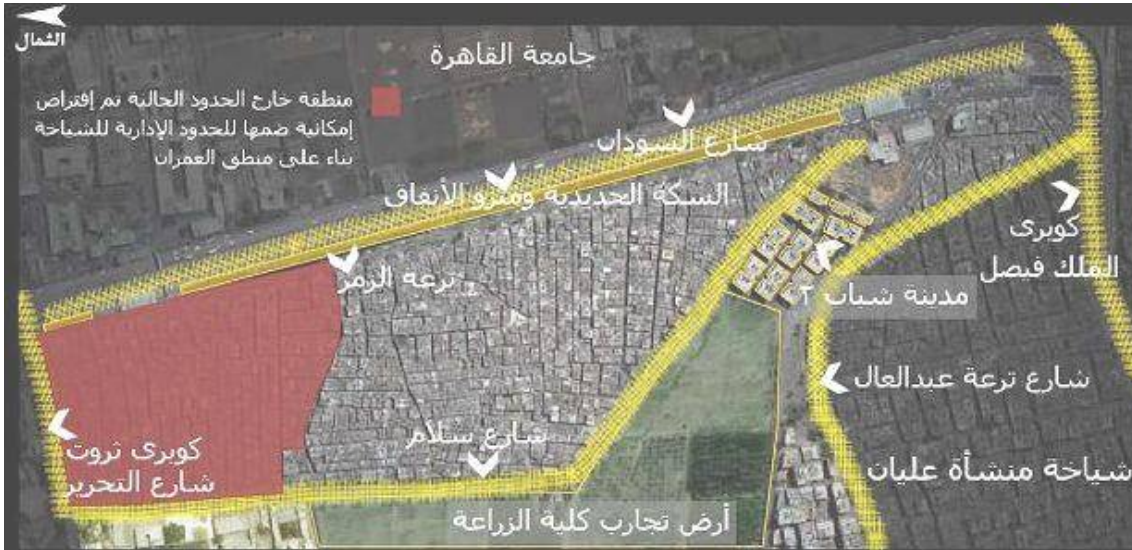 الشمال
جامعة القاهرة
منطقة خارج الحدود الحالية تم إفتراض
إمكانية ضمها للحدود الإدارية للشياخة
بناء على منطق العمران
شارع السودان
السكة الحديدية ومترو الأنفاق
ترعة الزمر
كوبرى
الملك فيصل
مدينة شباب ٢
شارع ترعة عبدالعال
شارع سلام
كوبرى ثروت
شارع التحرير
شياخة منشأة عليان
أرض تجارب كلية الزراعة